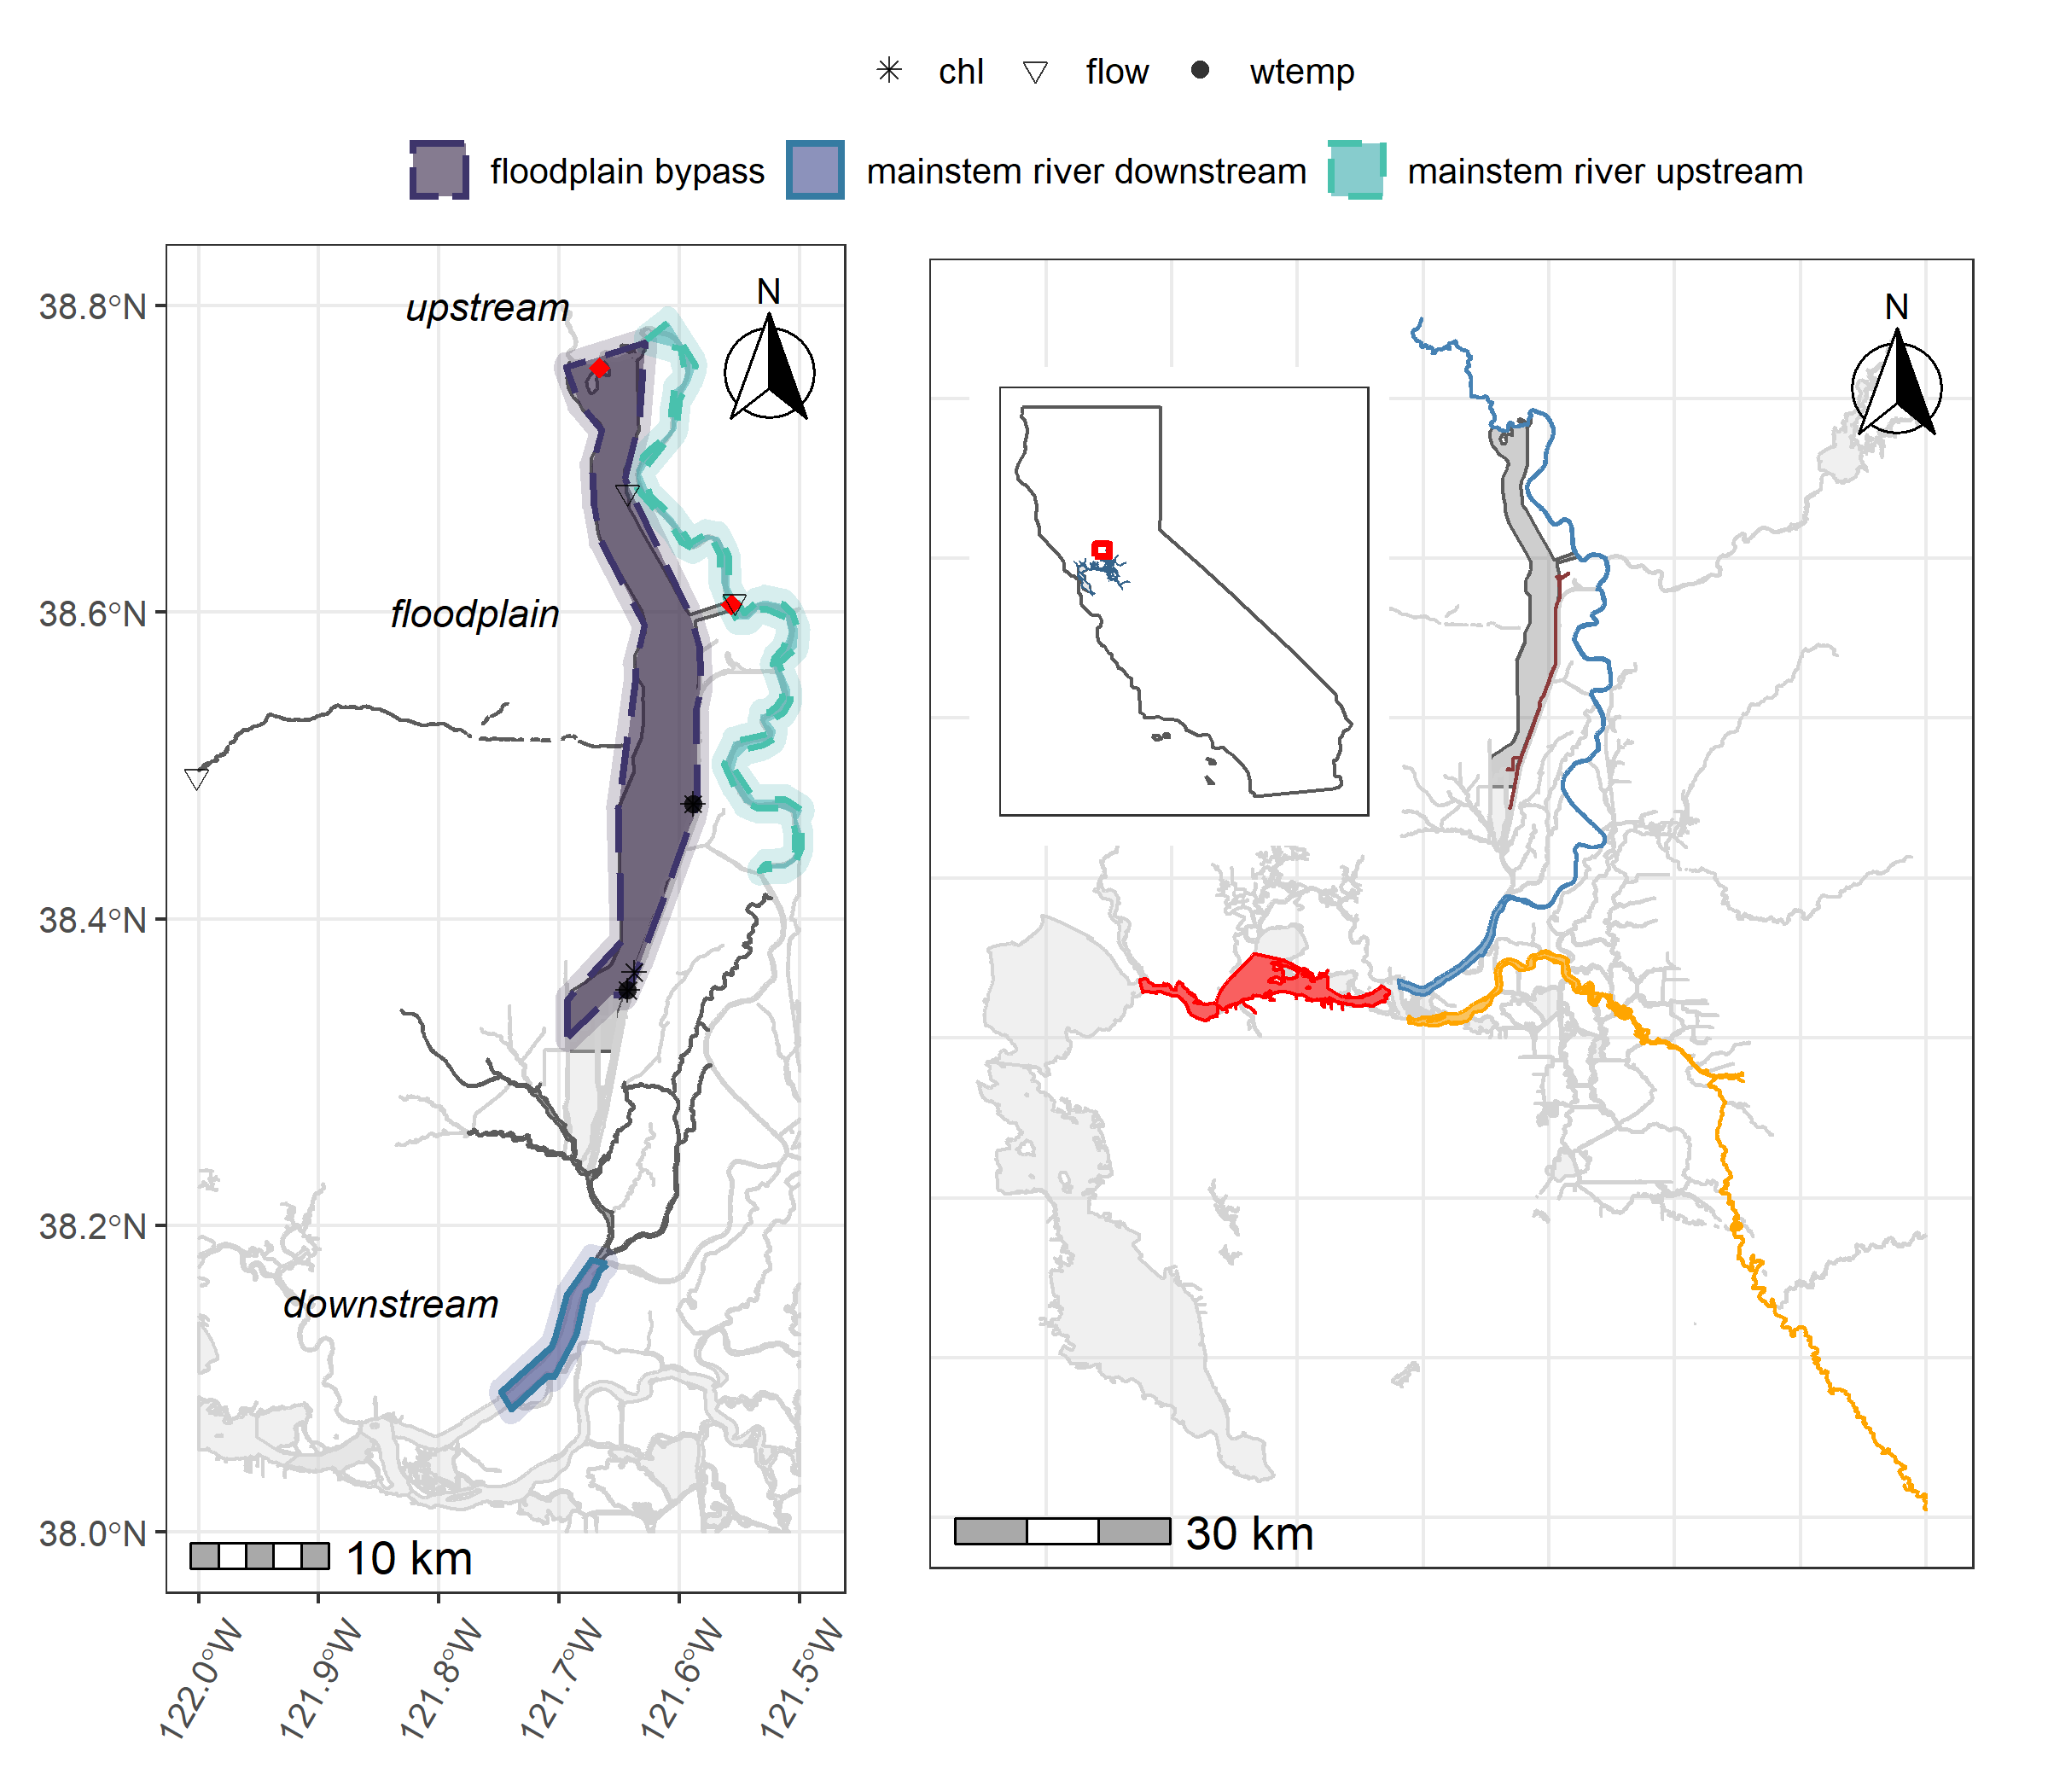 chl flow wtemp
floodplain bypass mainstem river downstream mainstem river upstream
N
N
38.8°N
upstream
38.6°N
floodplain
38.4°N
38.2°N
downstream
38.0°N
10 km
30 km
122.0°W 121.9°W 121.8°W 121.7°W 121.6°W 121.5°W